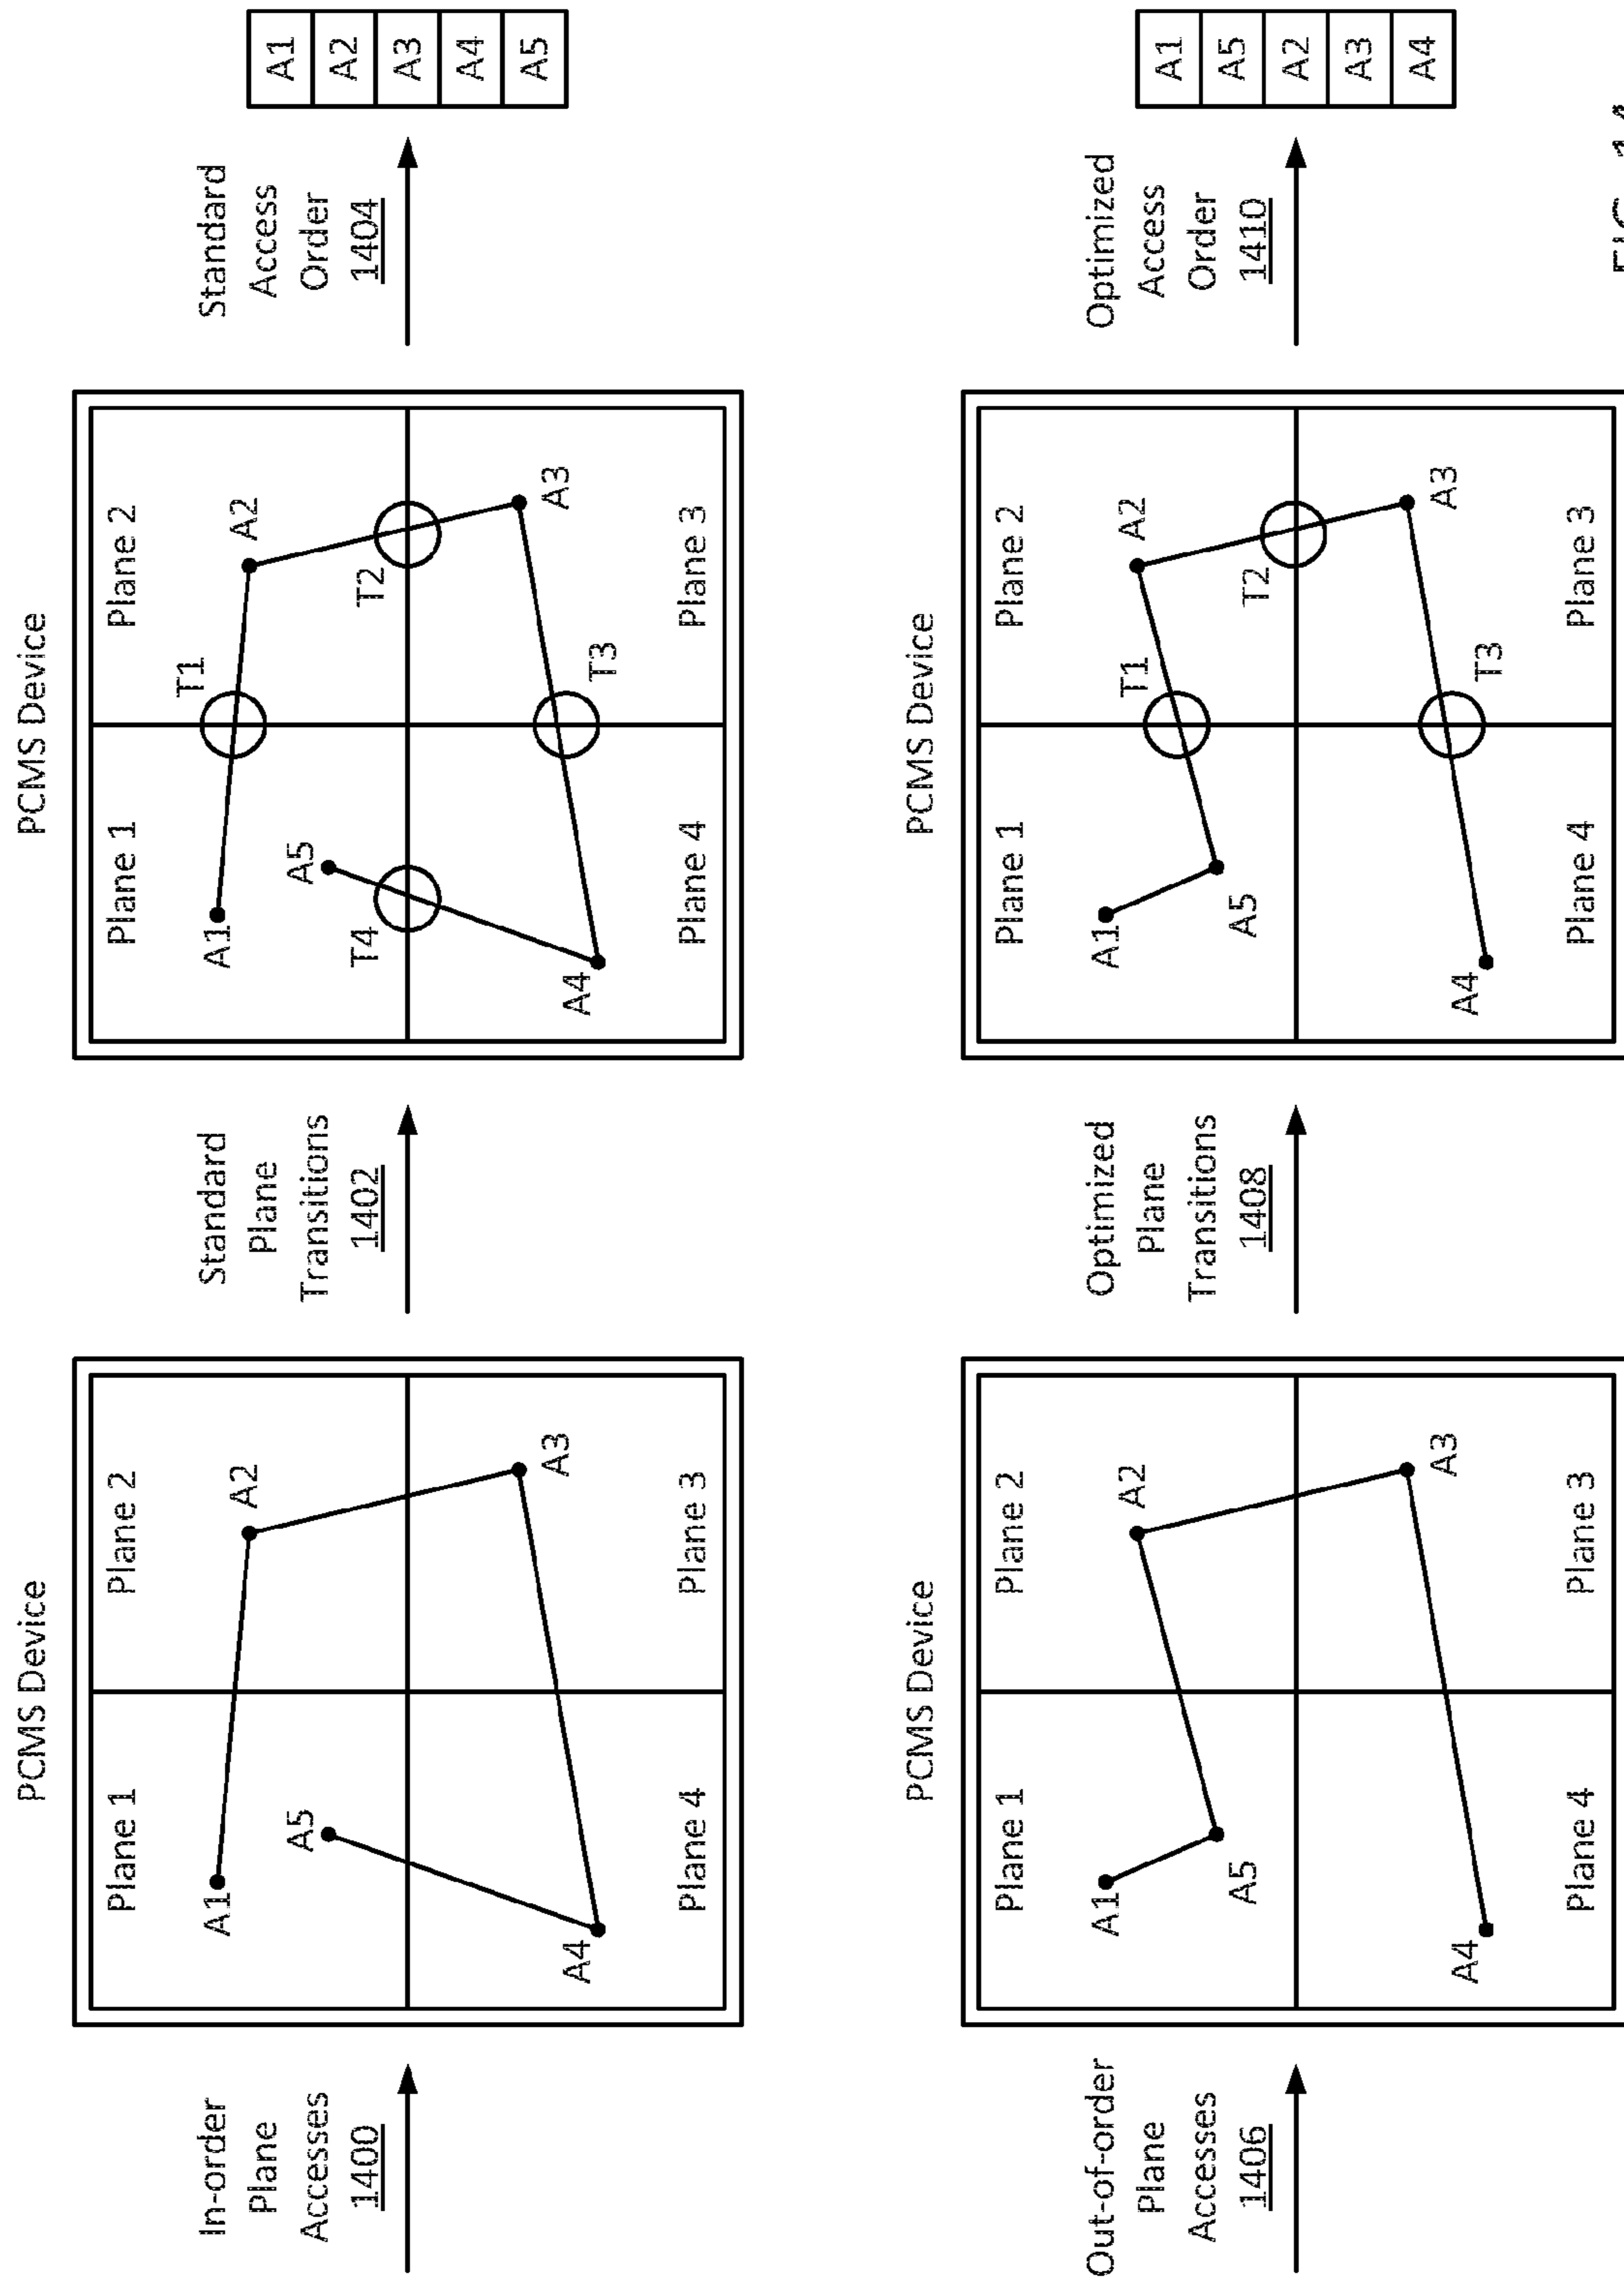 In-order
Plane
Accesses
1400
PCMS Device
Plane 1
Plane 2
A1
A2
A5
A3
A4
Plane 4
Plane 3
Standard
Plane
Transitions
1402
PCMS Device
Plane 1
Plane 2
T1
A1
A2
A5
T4
T2
A3
A4
T3
Plane 4
Plane 3
Standard
Access
Order
1404
A1
A2
A3
A4
A5
Out-of-order
Plane
Accesses
1406
PCMS Device
Plane 1
Plane 2
A1
A2
A5
A3
A4
Plane 4
Plane 3
Optimized
Plane
Transitions
1408
PCMS Device
Plane 1
Plane 2
A1
T1
A2
A5
T2
A3
A4
T3
Plane 4
Plane 3
Optimized
Access
Order
1410
A1
A5
A2
A3
A4